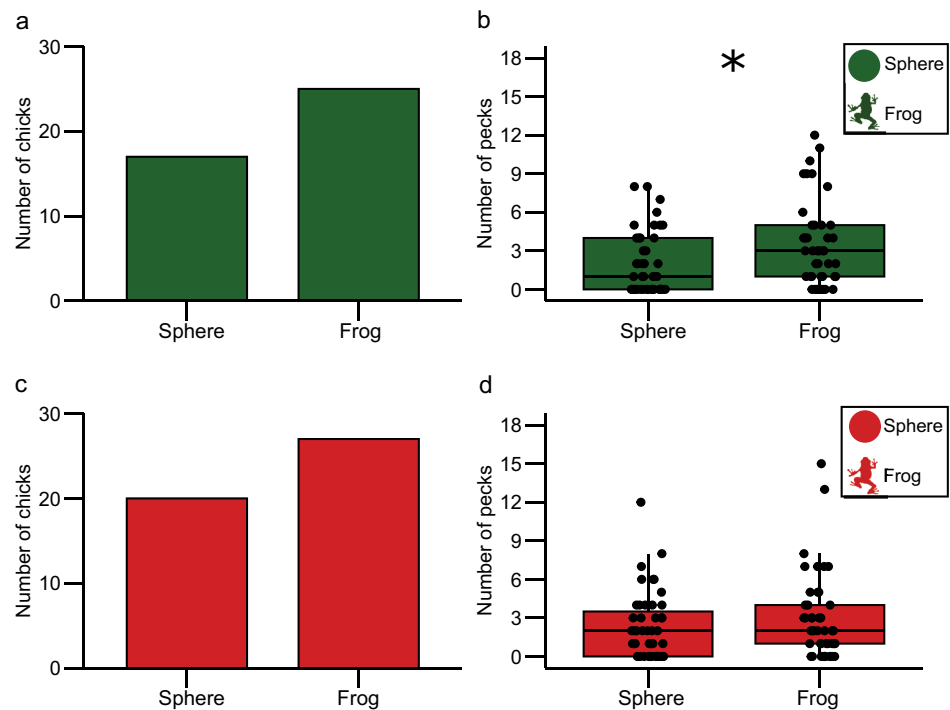 a
Number of chicks
30
20
10
0
Sphere Frog
b
Number of pecks
18
15
12
9
6
3
0
*
Sphere
Frog
Sphere Frog
c
Number of chicks
30
20
10
0
Sphere Frog
d
Number of pecks
18
15
12
9
6
3
0
Sphere
Frog
Sphere Frog